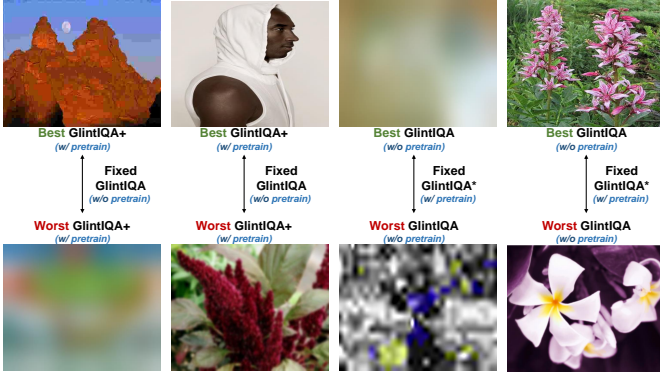 Best GlintIQA+
(w/ pretrain)
Fixed
GlintIQA
(w/o pretrain)
Worst GlintIQA+
(w/ pretrain)
Best GlintIQA+
(w/ pretrain)
Fixed
GlintIQA
(w/o pretrain)
Worst GlintIQA+
(w/ pretrain)
Best GlintIQA
(w/o pretrain)
Fixed
GlintIQA*
(w/ pretrain)
Worst GlintIQA
(w/o pretrain)
Best GlintIQA
(w/o pretrain)
Fixed
GlintIQA*
(w/ pretrain)
Worst GlintIQA
(w/o pretrain)